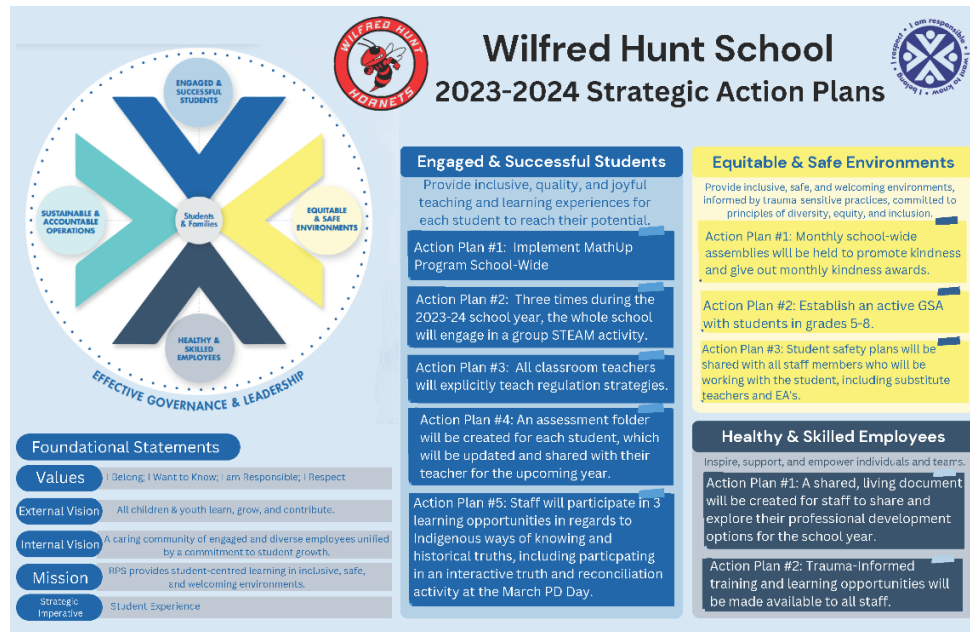 WILFRED HUNT
HORNETS
Wilfred Hunt School
2023-2024 Strategic Action Plans
I am responsible • I want to know • I belong • I respect •
ENGAGED &
SUCCESSFUL
STUDENTS
SUSTAINABLE &
ACCOUNTABLE
OPERATIONS
Students
& Families
EQUITABLE
& SAFE
ENVIRONMENTS
HEALTHY &
SKILLED
EMPLOYEES
EFFECTIVE GOVERNANCE & LEADERSHIP
Foundational Statements
Values
I Belong; I Want to Know; I am Responsible; I Respect
External Vision
All children & youth learn, grow, and contribute.
Internal Vision
A caring community of engaged and diverse employees unified
by a commitment to student growth.
Mission
RPS provides student-centred learning in inclusive, safe,
and welcoming environments.
Strategic
Imperative
Student Experience
Engaged & Successful Students
Provide inclusive, quality, and joyful
teaching and learning experiences for
each student to reach their potential.
Action Plan #1: Implement MathUp
Program School-Wide
Action Plan #2: Three times during the
2023-24 school year, the whole school
will engage in a group STEAM activity.
Action Plan #3: All classroom teachers
will explicitly teach regulation strategies.
Action Plan #4: An assessment folder
will be created for each student, which
will be updated and shared with their
teacher for the upcoming year.
Action Plan #5: Staff will participate in 3
learning opportunities in regards to
Indigenous ways of knowing and
historical truths, including particpating
in an interactive truth and reconciliation
activity at the March PD Day.
Equitable & Safe Environments
Provide inclusive, safe, and welcoming environments,
informed by trauma sensitive practices, committed to
principles of diversity, equity, and inclusion.
Action Plan #1: Monthly school-wide
assemblies will be held to promote kindness
and give out monthly kindness awards.
Action Plan #2: Establish an active GSA
with students in grades 5-8.
Action Plan #3: Student safety plans will be
shared with all staff members who will be
working with the student, including substitute
teachers and EA's.
Healthy & Skilled Employees
Inspire, support, and empower individuals and teams.
Action Plan #1: A shared, living document
will be created for staff to share and
explore their professional development
options for the school year.
Action Plan #2: Trauma-Informed
training and learning opportunities will
be made available to all staff.